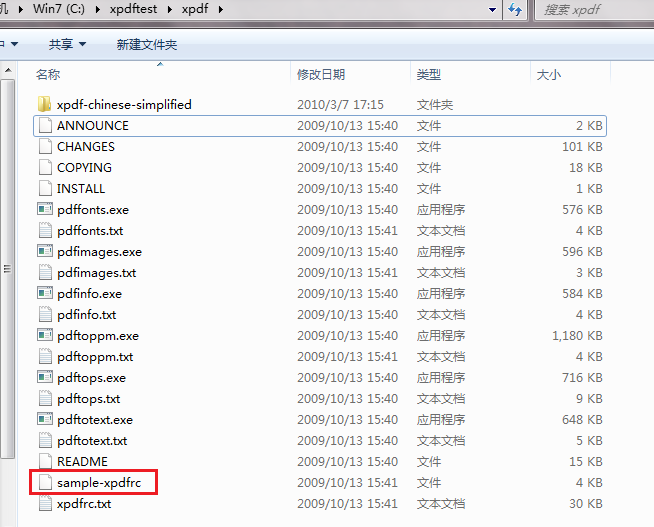 机 ▸ Win7 (C:) ▸ xpdftest ▸ xpdf ▸ 搜索 xpdf
中 ▾ 共享 ▾ 新建文件夹
名称 修改日期 类型 大小
xpdf-chinese-simplified 2010/3/7 17:15 文件夹
ANNOUNCE 2009/10/13 15:40 文件 2 KB
CHANGES 2009/10/13 15:40 文件 101 KB
COPYING 2009/10/13 15:40 文件 18 KB
INSTALL 2009/10/13 15:40 文件 1 KB
pdffonts.exe 2009/10/13 15:40 应用程序 576 KB
pdffonts.txt 2009/10/13 15:41 文本文档 4 KB
pdfimages.exe 2009/10/13 15:40 应用程序 596 KB
pdfimages.txt 2009/10/13 15:41 文本文档 3 KB
pdfinfo.exe 2009/10/13 15:40 应用程序 584 KB
pdfinfo.txt 2009/10/13 15:40 文本文档 4 KB
pdftoppm.exe 2009/10/13 15:40 应用程序 1,180 KB
pdftoppm.txt 2009/10/13 15:41 文本文档 4 KB
pdftops.exe 2009/10/13 15:40 应用程序 716 KB
pdftops.txt 2009/10/13 15:40 文本文档 9 KB
pdftotext.exe 2009/10/13 15:40 应用程序 648 KB
pdftotext.txt 2009/10/13 15:40 文本文档 5 KB
README 2009/10/13 15:40 文件 15 KB
sample-xpdfrc 2009/10/13 15:41 文件 4 KB
xpdfrc.txt 2009/10/13 15:41 文本文档 30 KB